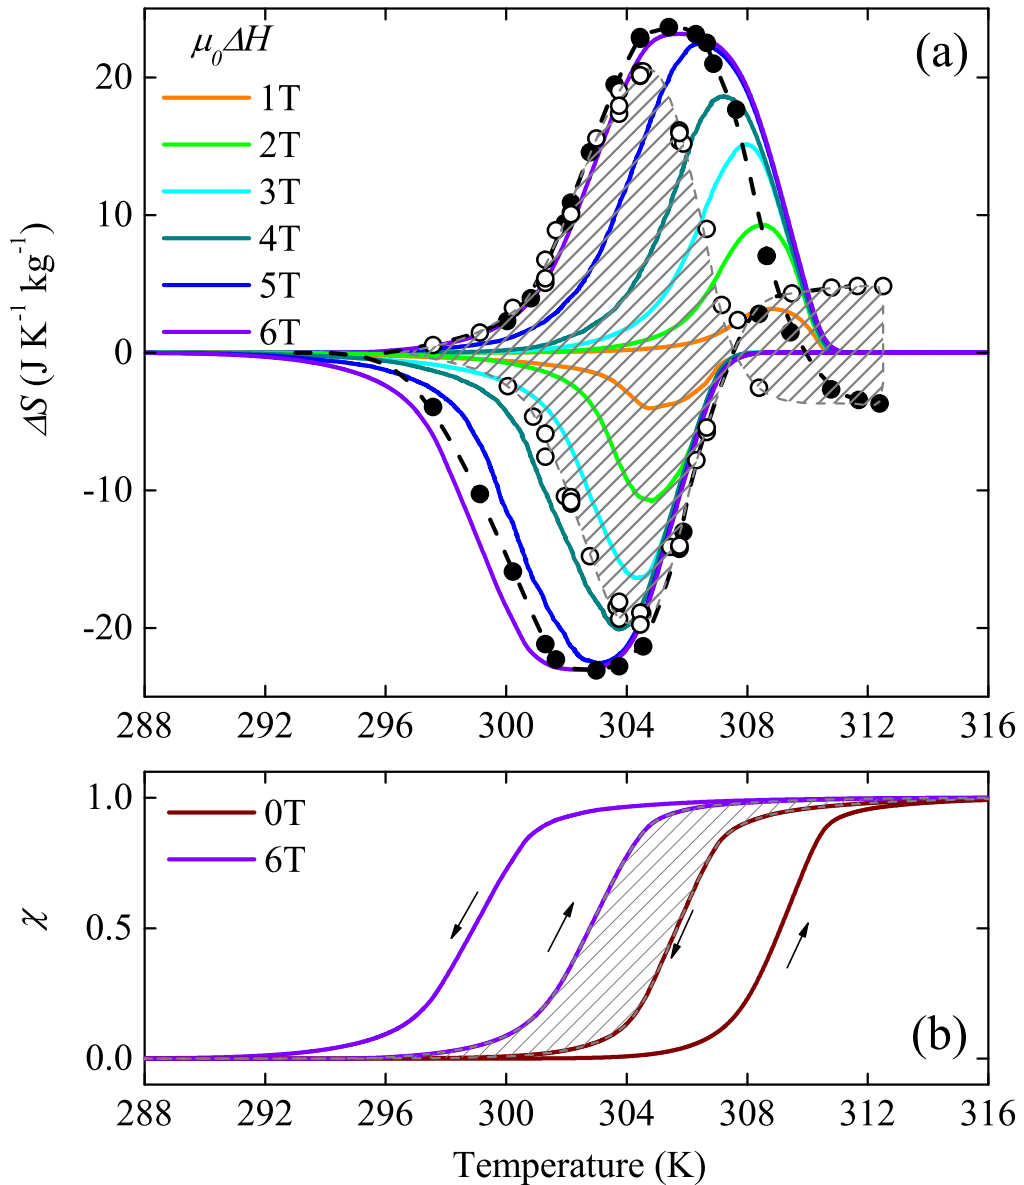 μ₀ΔH
(a)
1T
2T
3T
4T
5T
6T
20
10
0
-10
-20
ΔS (J K⁻¹ kg⁻¹)
288 292 296 300 304 308 312 316
0T
6T
1.0
0.5
0.0
χ
(b)
288 292 296 300 304 308 312 316
Temperature (K)